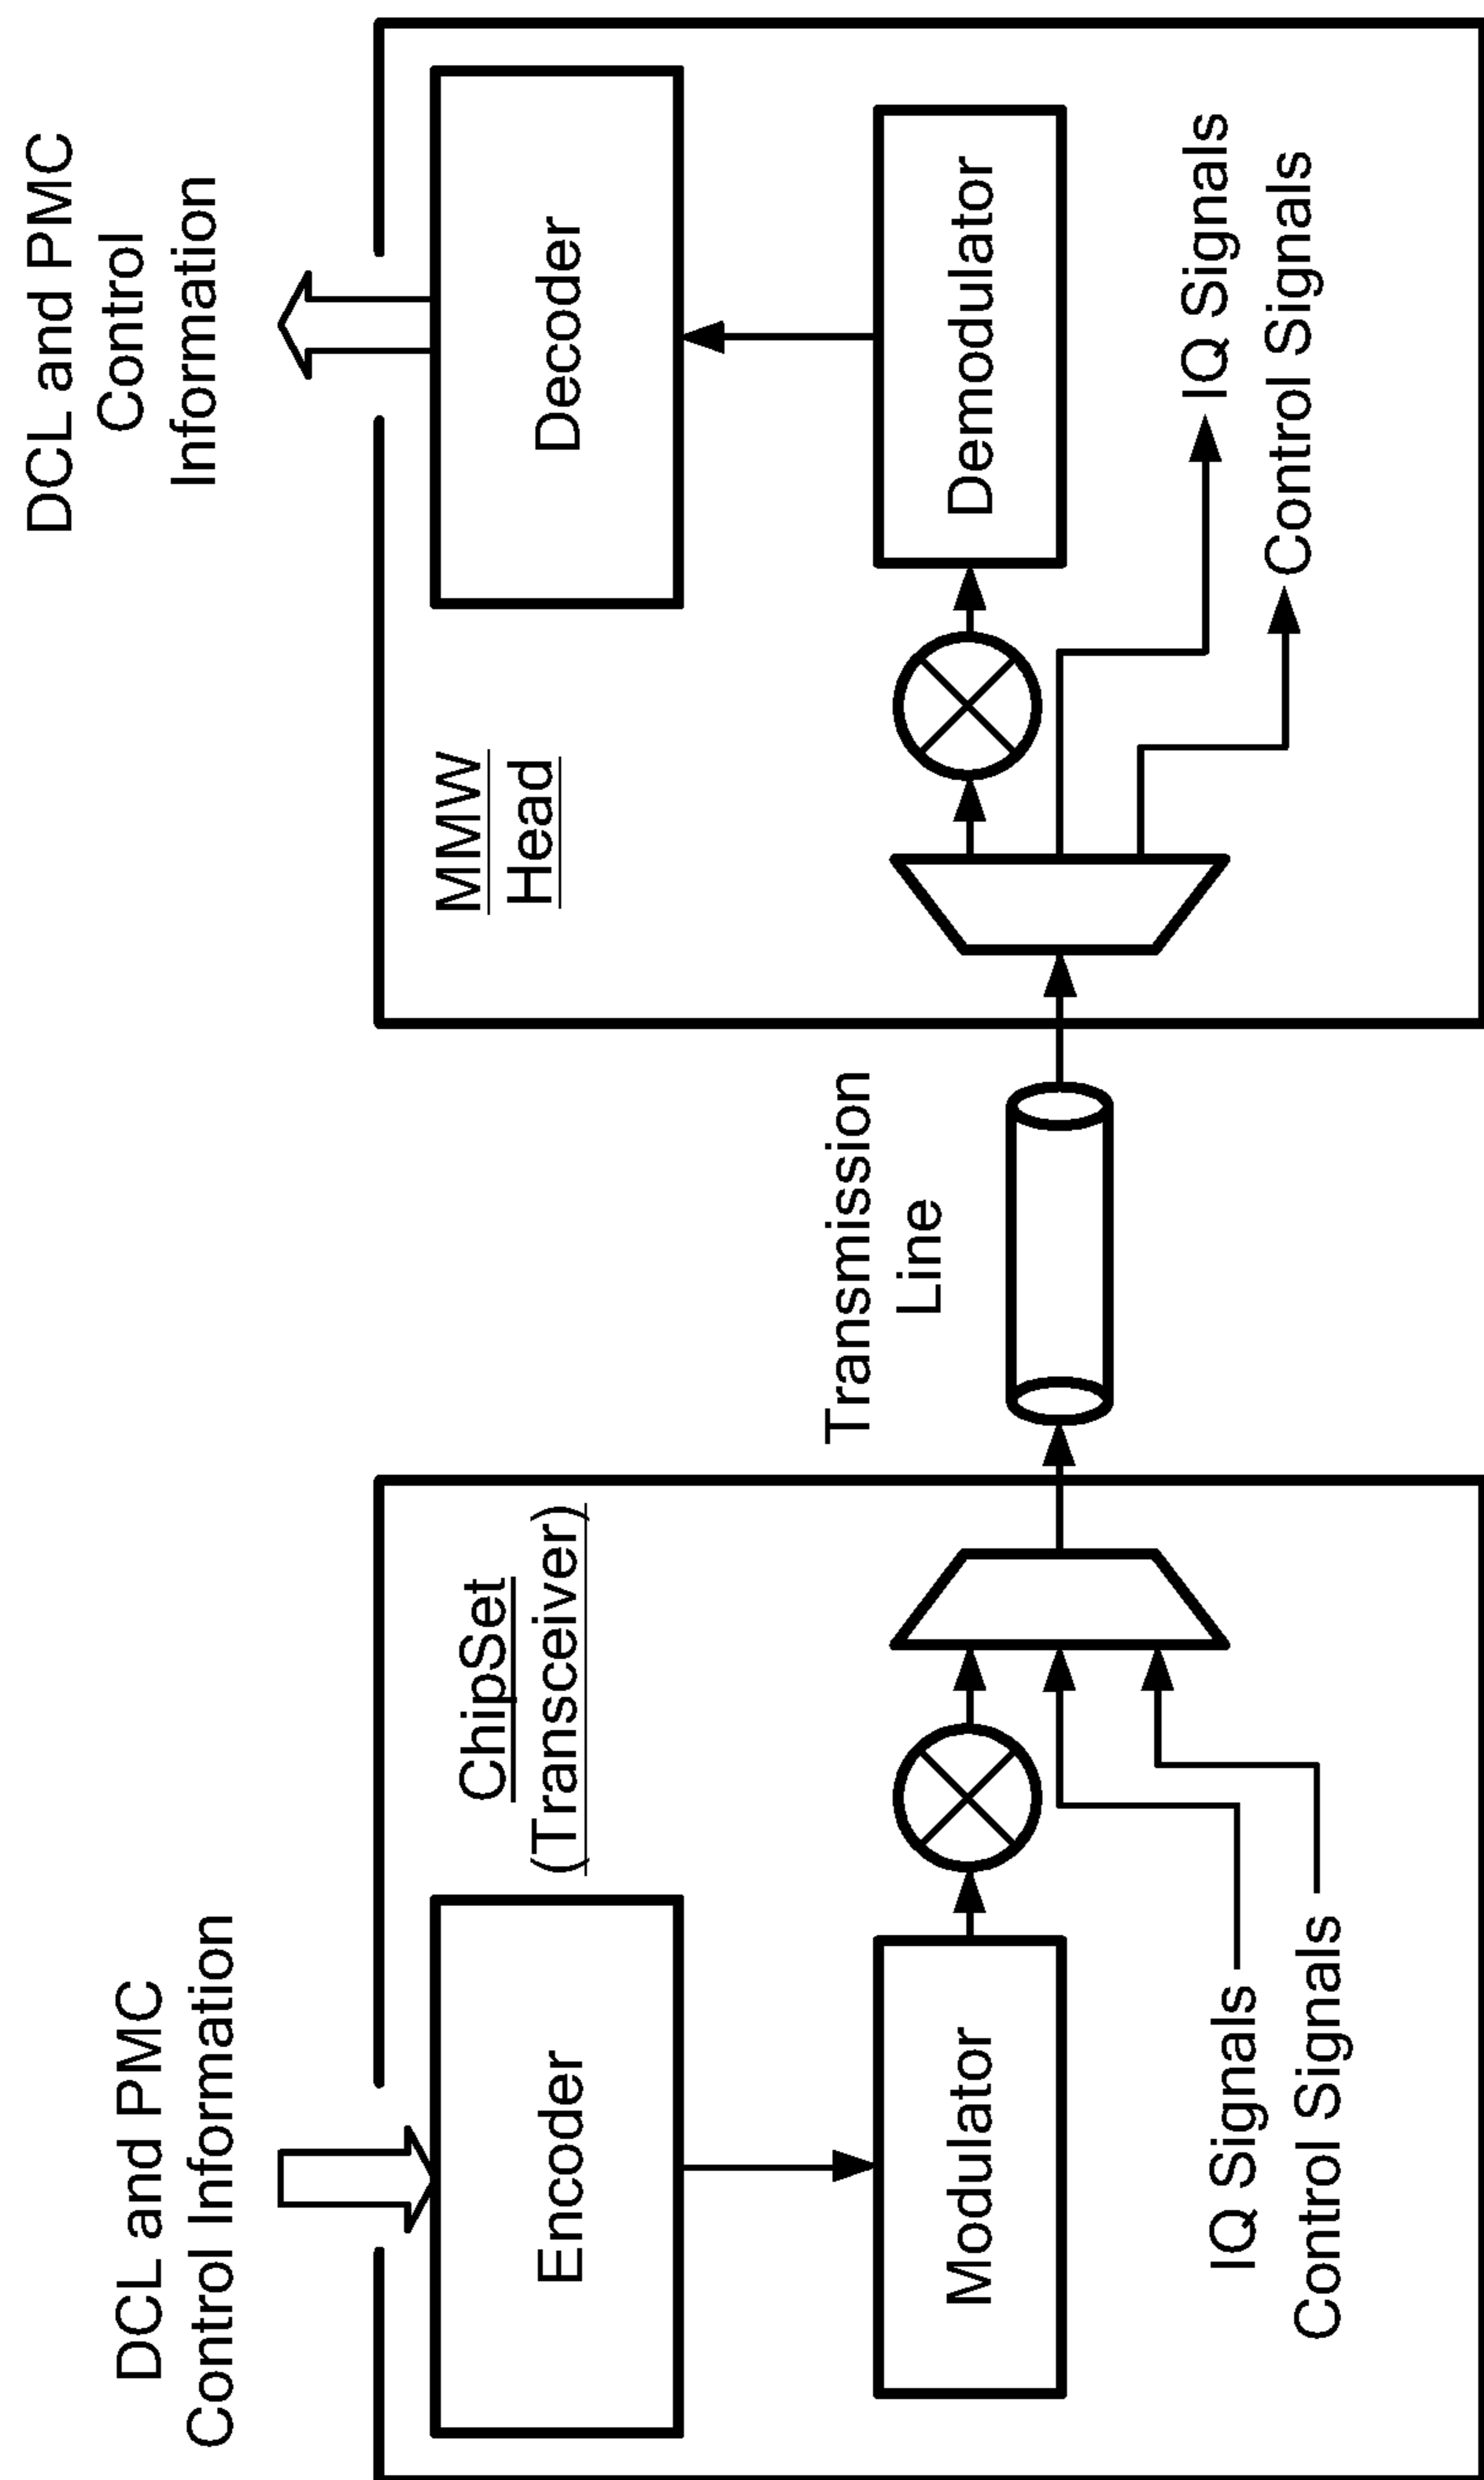 DCL and PMC
Control Information
ChipSet
(Transceiver)
Encoder
Modulator
IQ Signals
Control Signals
Transmission
Line
DCL and PMC
Control
Information
MMW
Head
Decoder
Demodulator
IQ Signals
Control Signals